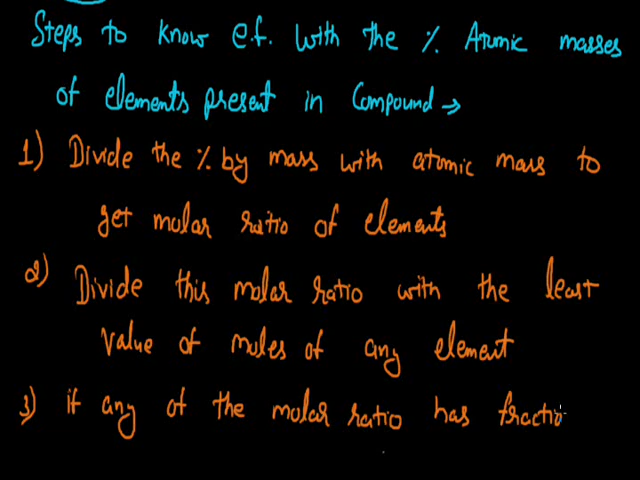 Steps to know e.f. with the % Atomic masses
of elements present in Compound →
1) Divide the % by mass with atomic mass to
get molar ratio of elements
2) Divide this molar ratio with the least
value of moles of any element
3) if any of the molar ratio has fractio